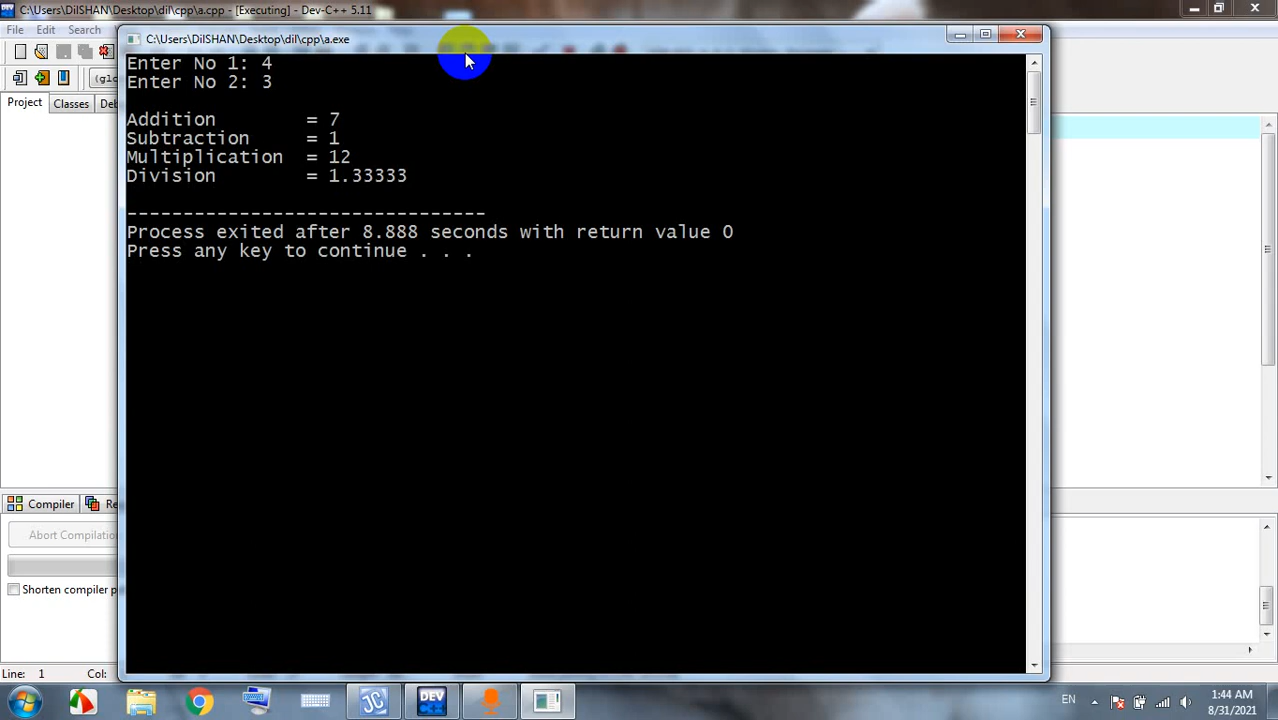 C:\Users\DilSHAN\Desktop\dil\cpp\a.cpp - [Executing] - Dev-C++ 5.11
File Edit Search
C:\Users\DilSHAN\Desktop\dil\cpp\a.exe
Project Classes
Enter No 1: 4
Enter No 2: 3
Addition = 7
Subtraction = 1
Multiplication = 12
Division = 1.33333
--------------------------------
Process exited after 8.888 seconds with return value 0
Press any key to continue . . .
Compiler
Abort Compilation
Shorten compiler
Line: 1 Col:
DEV
JC
EN
1:44 AM
8/31/2021